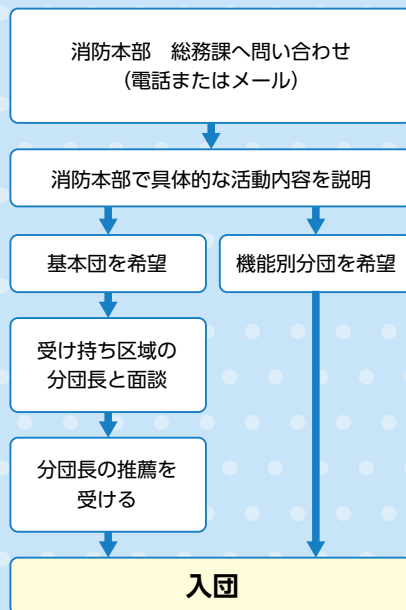 消防本部　総務課へ問い合わせ
（電話またはメール）
消防本部で具体的な活動内容を説明
基本団を希望
機能別分団を希望
受け持ち区域の
分団長と面談
分団長の推薦を
受ける
入団